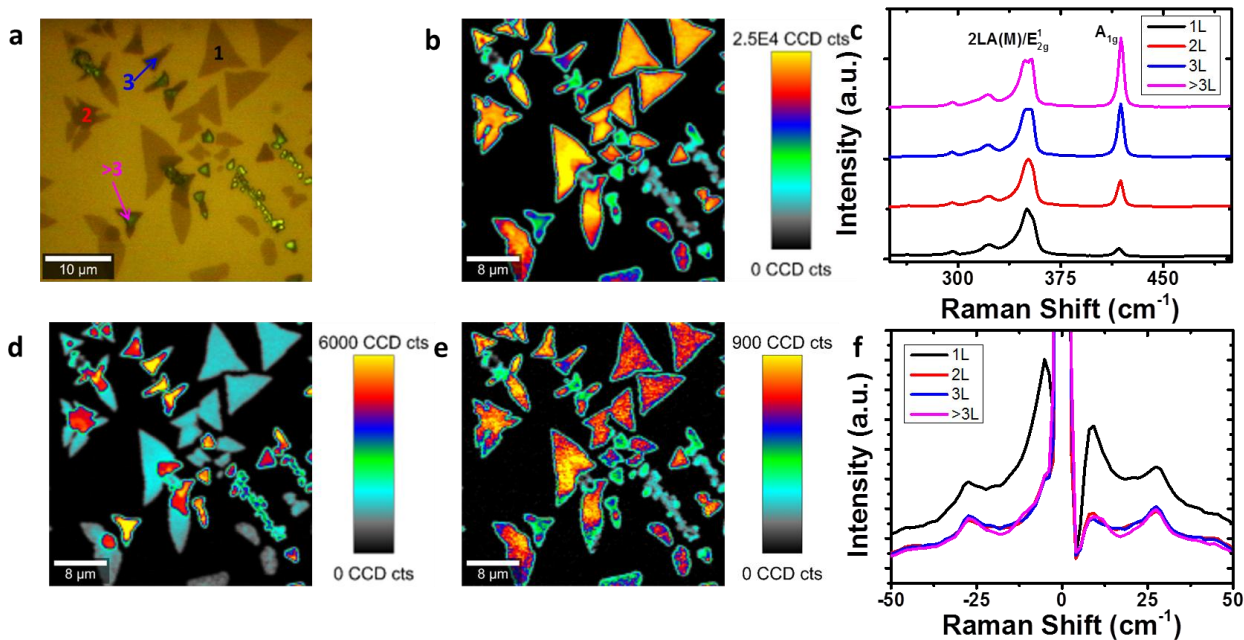 a
3
1
2
>3
10 µm
b
2.5E4 CCD cts
0 CCD cts
8 µm
c
2LA(M)/E¹₂g
A₁g
1L
2L
3L
>3L
Intensity (a.u.)
300
375
450
Raman Shift (cm⁻¹)
d
6000 CCD cts
0 CCD cts
8 µm
e
900 CCD cts
0 CCD cts
8 µm
f
1L
2L
3L
>3L
Intensity (a.u.)
-50
-25
0
25
50
Raman Shift (cm⁻¹)